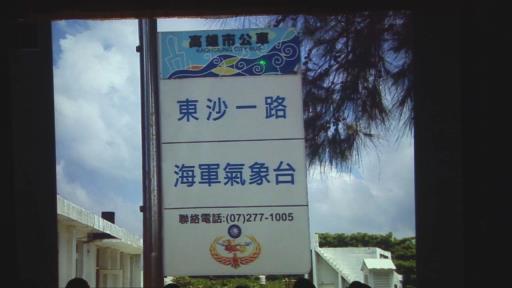 高雄市公車
KAOHSIUNG CITY BUS
東沙一路
海軍氣象台
聯絡電話:(07)277-1005